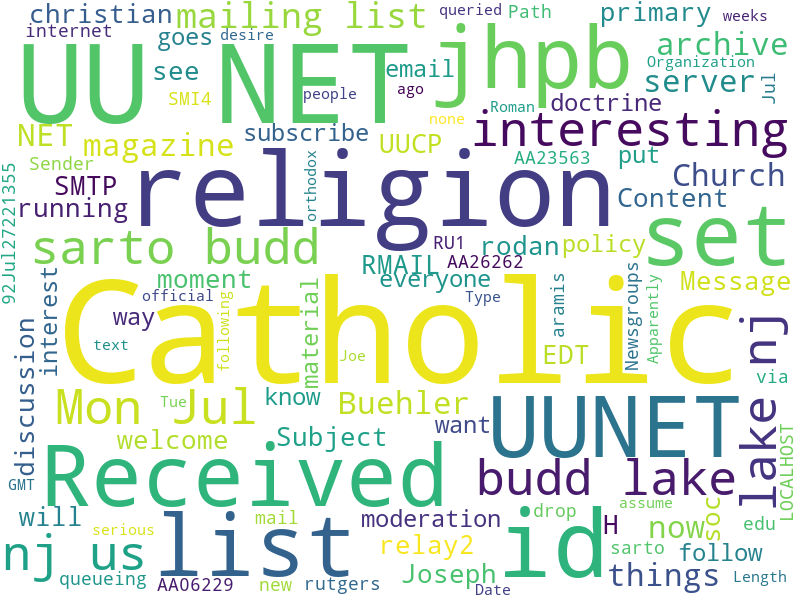 christian mailing list queried Path primary weeks
internet goes desire archive
UU NET jhpb
see SMI4 people email ago server Organization Jul
none Roman doctrine
NET magazine subscribe UUCP interesting
Sender orthodox AA23563 put Church
SMTP religion Content
running set
92Jul27221355 sarto budd RU1 rodan policy
RMAIL AA26262
interest moment everyone Message
official Type aramis Newsgroups Apparently
way Catholic
discussion text following material Joe EDT lake nj
via
Mon Jul Tue know Buehler UUNET
welcome Subject want
Received budd lake LOCALHOST
GMT
will list mail moderation id drop assume H now soc edu
serious relay2 sarto follow
nj us Joseph things
queueing AA06229 new rutgers Date Length